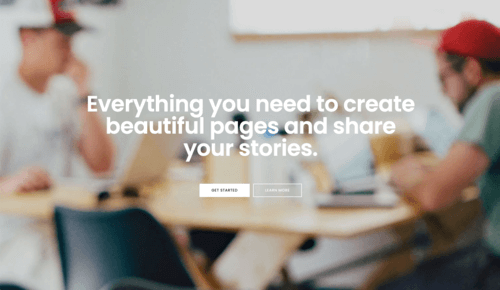 Everything you need to create
beautiful pages and share
your stories.
GET STARTED
LEARN MORE